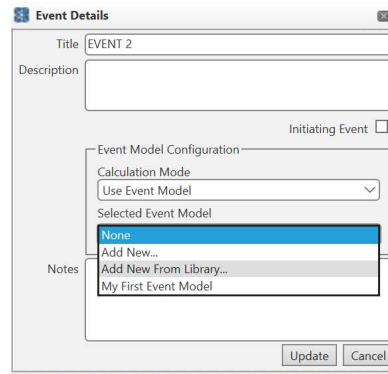 Event Details
Title EVENT 2
Description
Initiating Event
Event Model Configuration
Calculation Mode
Use Event Model
Selected Event Model
None
Add New...
Add New From Library...
My First Event Model
Notes
Update Cancel